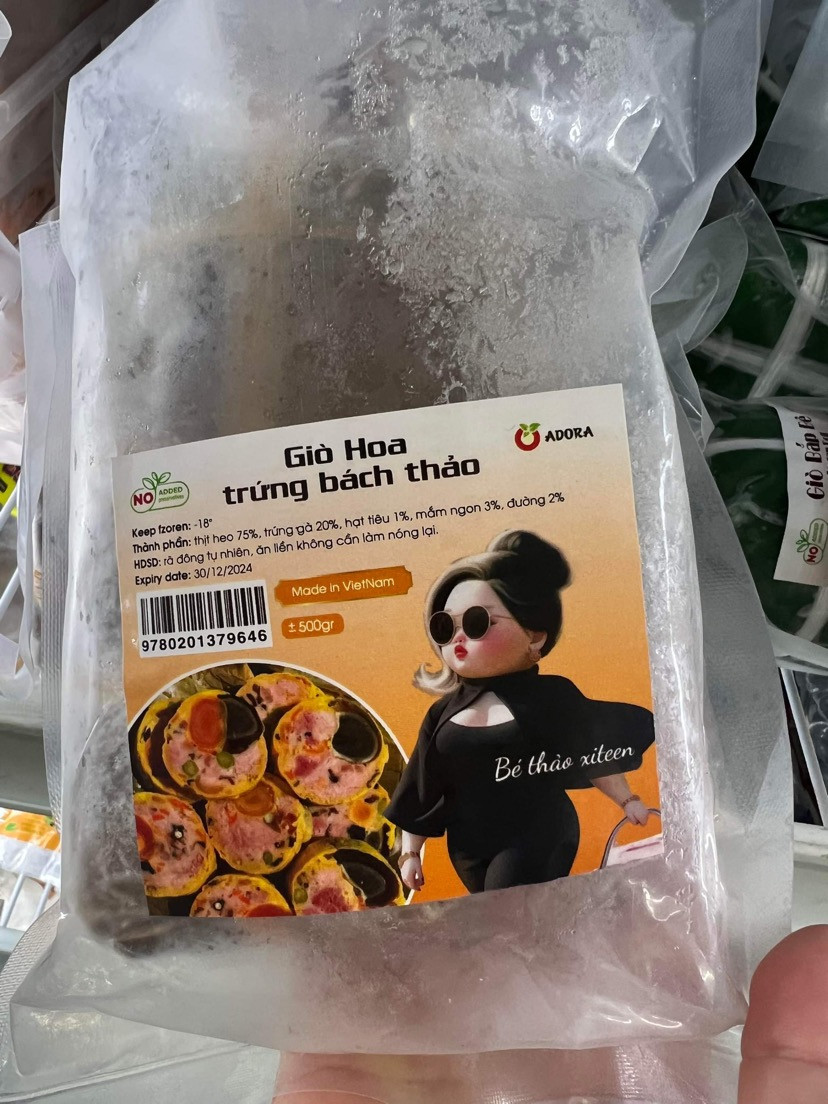 Giò Hoa
trứng bách thảo
ADORA
NO ADDED
Keep fzoren: -18°
Thành phần: thịt heo 75%, trứng gà 20%, hạt tiêu 1%, mắm ngon 3%, đường 2%
HDSD: rã đông tự nhiên, ăn liền không cần làm nóng lại.
Expiry date: 30/12/2024
Made in VietNam
9780201379646
±500gr
Bé thảo xiteen
Giò Bắp
NO